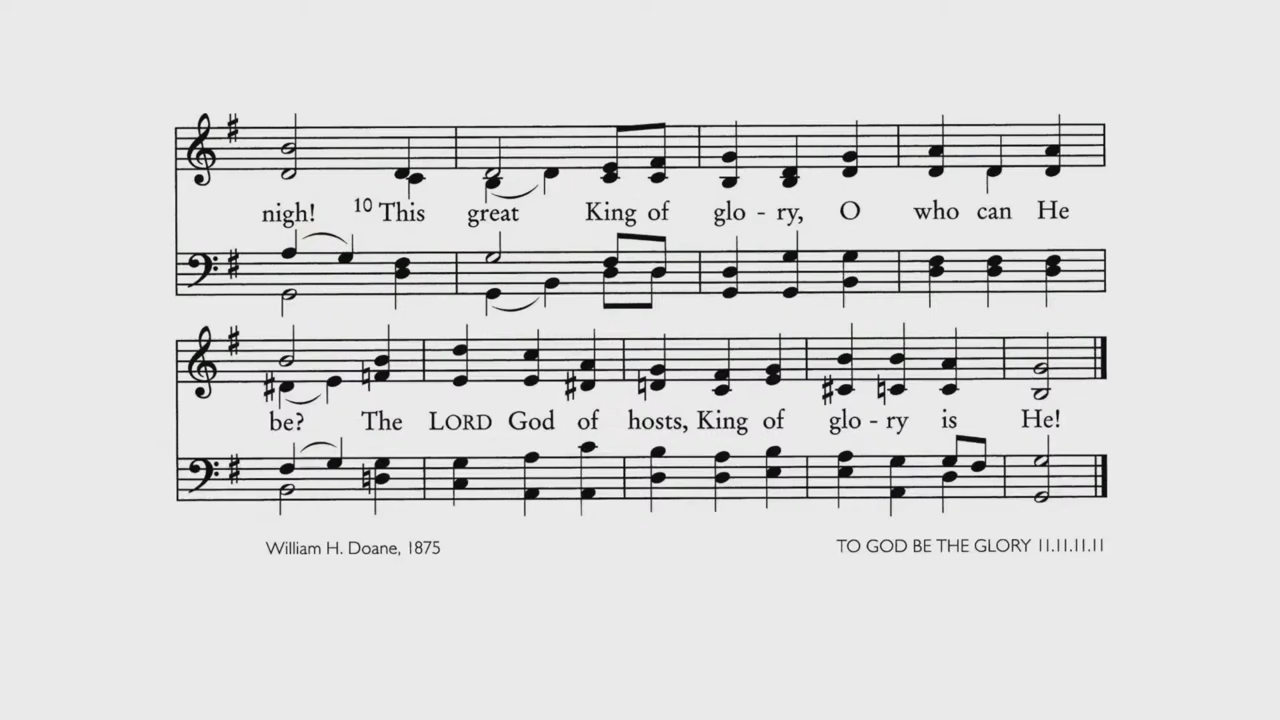 nigh! 10 This great King of glo - ry, O who can He
be? The LORD God of hosts, King of glo - ry is He!
William H. Doane, 1875 TO GOD BE THE GLORY 11.11.11.11